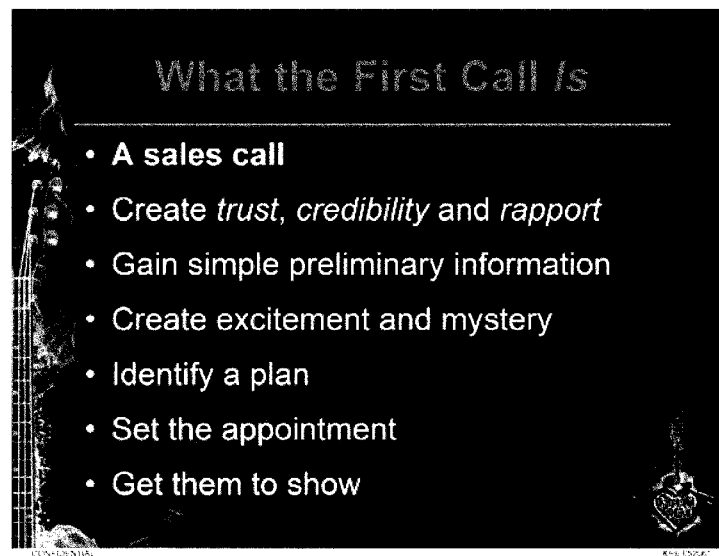 What the First Call Is
• A sales call
• Create trust, credibility and rapport
• Gain simple preliminary information
• Create excitement and mystery
• Identify a plan
• Set the appointment
• Get them to show
CONFIDENTIAL